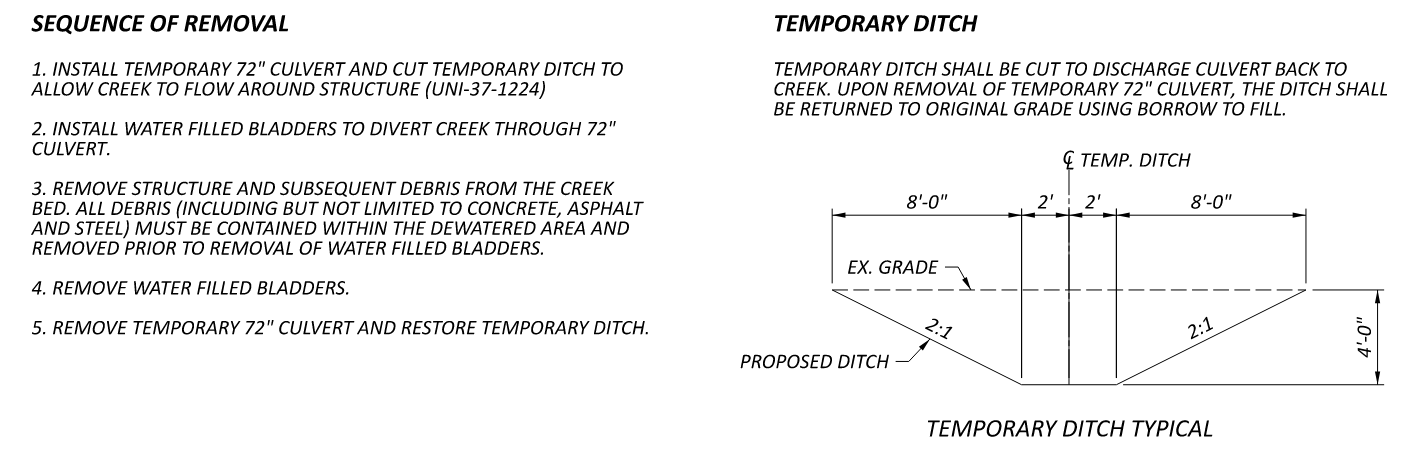 SEQUENCE OF REMOVAL
1. INSTALL TEMPORARY 72" CULVERT AND CUT TEMPORARY DITCH TO
ALLOW CREEK TO FLOW AROUND STRUCTURE (UNI-37-1224)
2. INSTALL WATER FILLED BLADDERS TO DIVERT CREEK THROUGH 72"
CULVERT.
3. REMOVE STRUCTURE AND SUBSEQUENT DEBRIS FROM THE CREEK
BED. ALL DEBRIS (INCLUDING BUT NOT LIMITED TO CONCRETE, ASPHALT
AND STEEL) MUST BE CONTAINED WITHIN THE DEWATERED AREA AND
REMOVED PRIOR TO REMOVAL OF WATER FILLED BLADDERS.
4. REMOVE WATER FILLED BLADDERS.
5. REMOVE TEMPORARY 72" CULVERT AND RESTORE TEMPORARY DITCH.
TEMPORARY DITCH
TEMPORARY DITCH SHALL BE CUT TO DISCHARGE CULVERT BACK TO
CREEK. UPON REMOVAL OF TEMPORARY 72" CULVERT, THE DITCH SHALL
BE RETURNED TO ORIGINAL GRADE USING BORROW TO FILL.
℄ TEMP. DITCH
8'-0" 2' 2' 8'-0"
EX. GRADE
2:1 2:1
4'-0"
PROPOSED DITCH
TEMPORARY DITCH TYPICAL